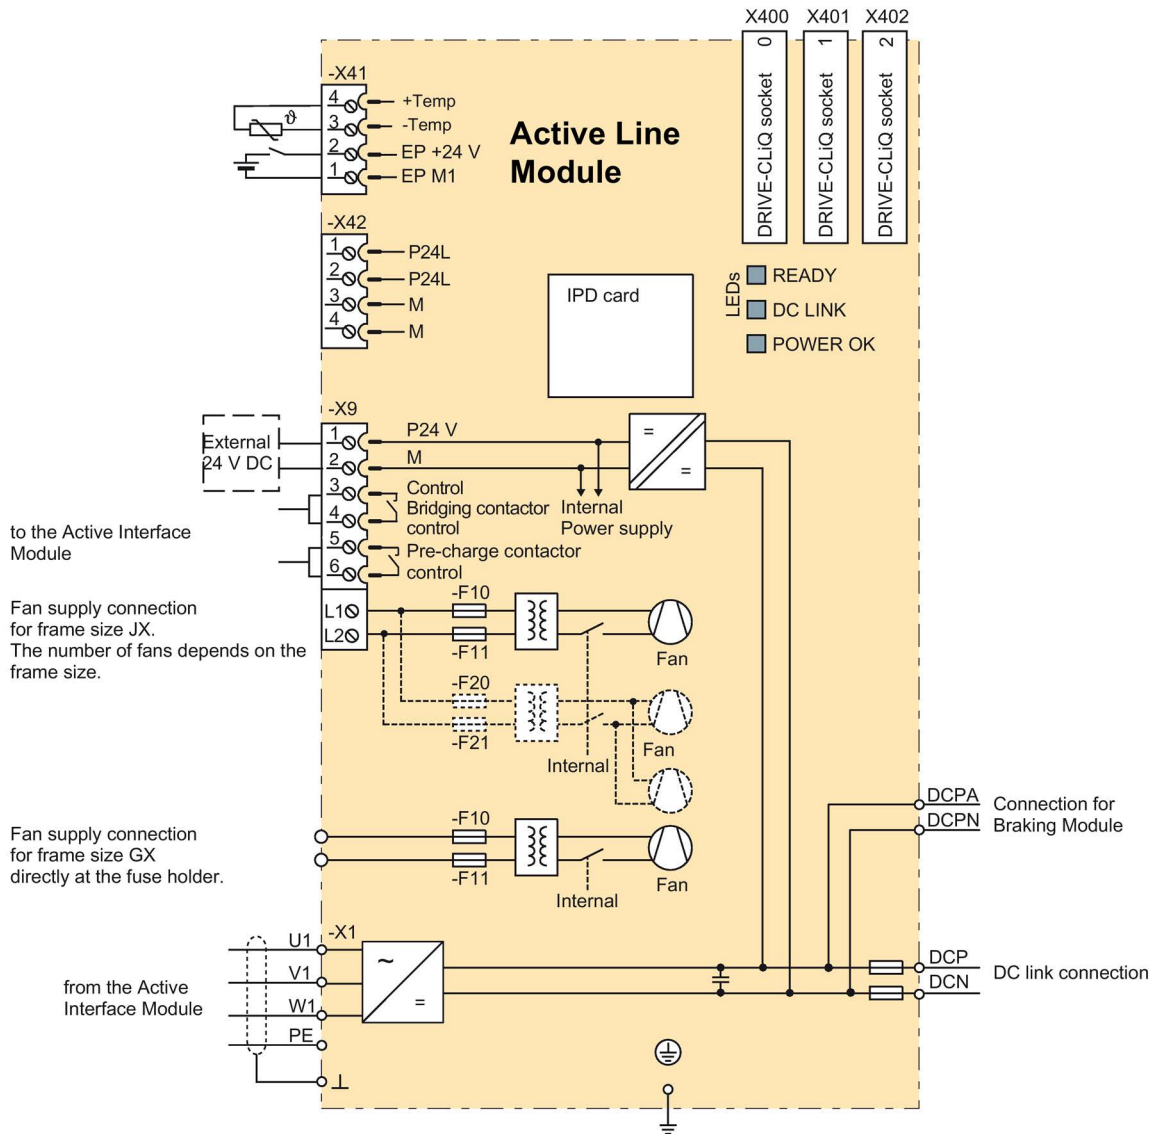 X400 X401 X402
0 1 2
DRIVE-CLiQ socket
DRIVE-CLiQ socket
DRIVE-CLiQ socket
-X41
4 +Temp
3 -Temp
2 EP +24 V
1 EP M1
ϑ
Active Line
Module
-X42
1 P24L
2 P24L
3 M
4 M
IPD card
LEDs
READY
DC LINK
POWER OK
-X9
External
24 V DC
1 P24 V
2 M
3 Control
4 Bridging contactor
control
5 Pre-charge contactor
6 control
=
=
Internal
Power supply
to the Active Interface
Module
Fan supply connection
for frame size JX.
The number of fans depends on the
frame size.
L1
L2
-F10
-F11
Fan
-F20
-F21
Fan
Internal
Fan supply connection
for frame size GX
directly at the fuse holder.
-F10
-F11
Fan
Internal
DCPA
DCPN
Connection for
Braking Module
-X1
U1
V1
W1
PE
from the Active
Interface Module
~
=
DCP
DCN
DC link connection